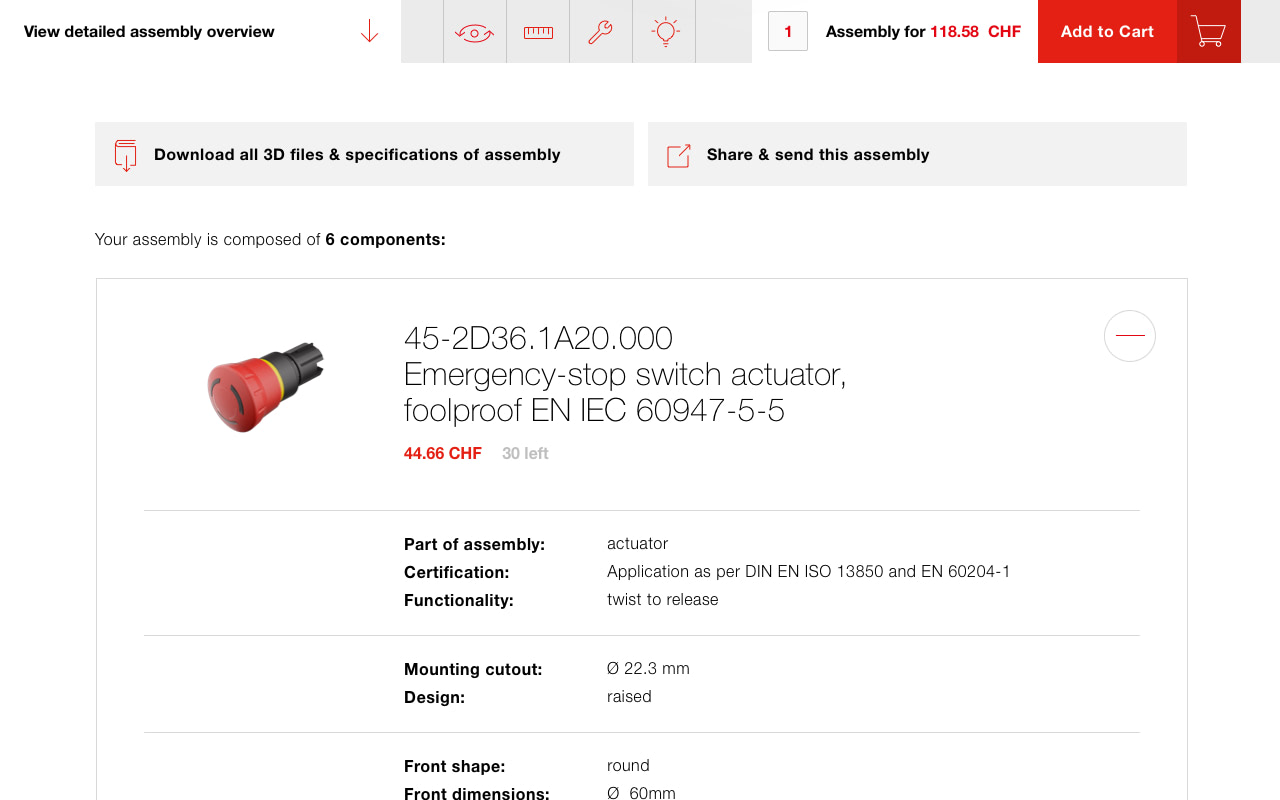 View detailed assembly overview
1
Assembly for 118.58 CHF
Add to Cart
Download all 3D files & specifications of assembly
Share & send this assembly
Your assembly is composed of 6 components:
45-2D36.1A20.000
Emergency-stop switch actuator,
foolproof EN IEC 60947-5-5
44.66 CHF 30 left
Part of assembly: actuator
Certification: Application as per DIN EN ISO 13850 and EN 60204-1
Functionality: twist to release
Mounting cutout: Ø 22.3 mm
Design: raised
Front shape: round
Front dimensions: Ø 60mm